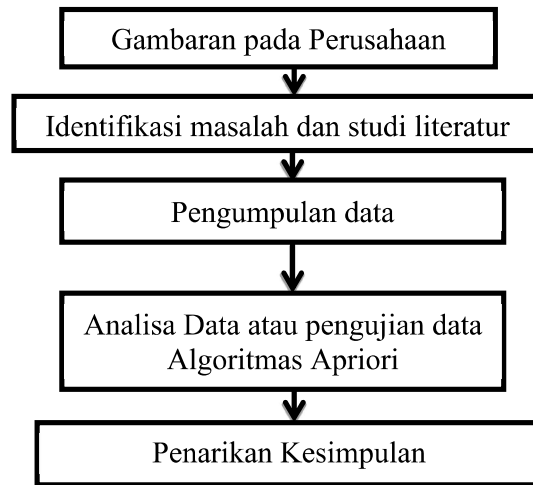 Gambaran pada Perusahaan
Identifikasi masalah dan studi literatur
Pengumpulan data
Analisa Data atau pengujian data
Algoritmas Apriori
Penarikan Kesimpulan